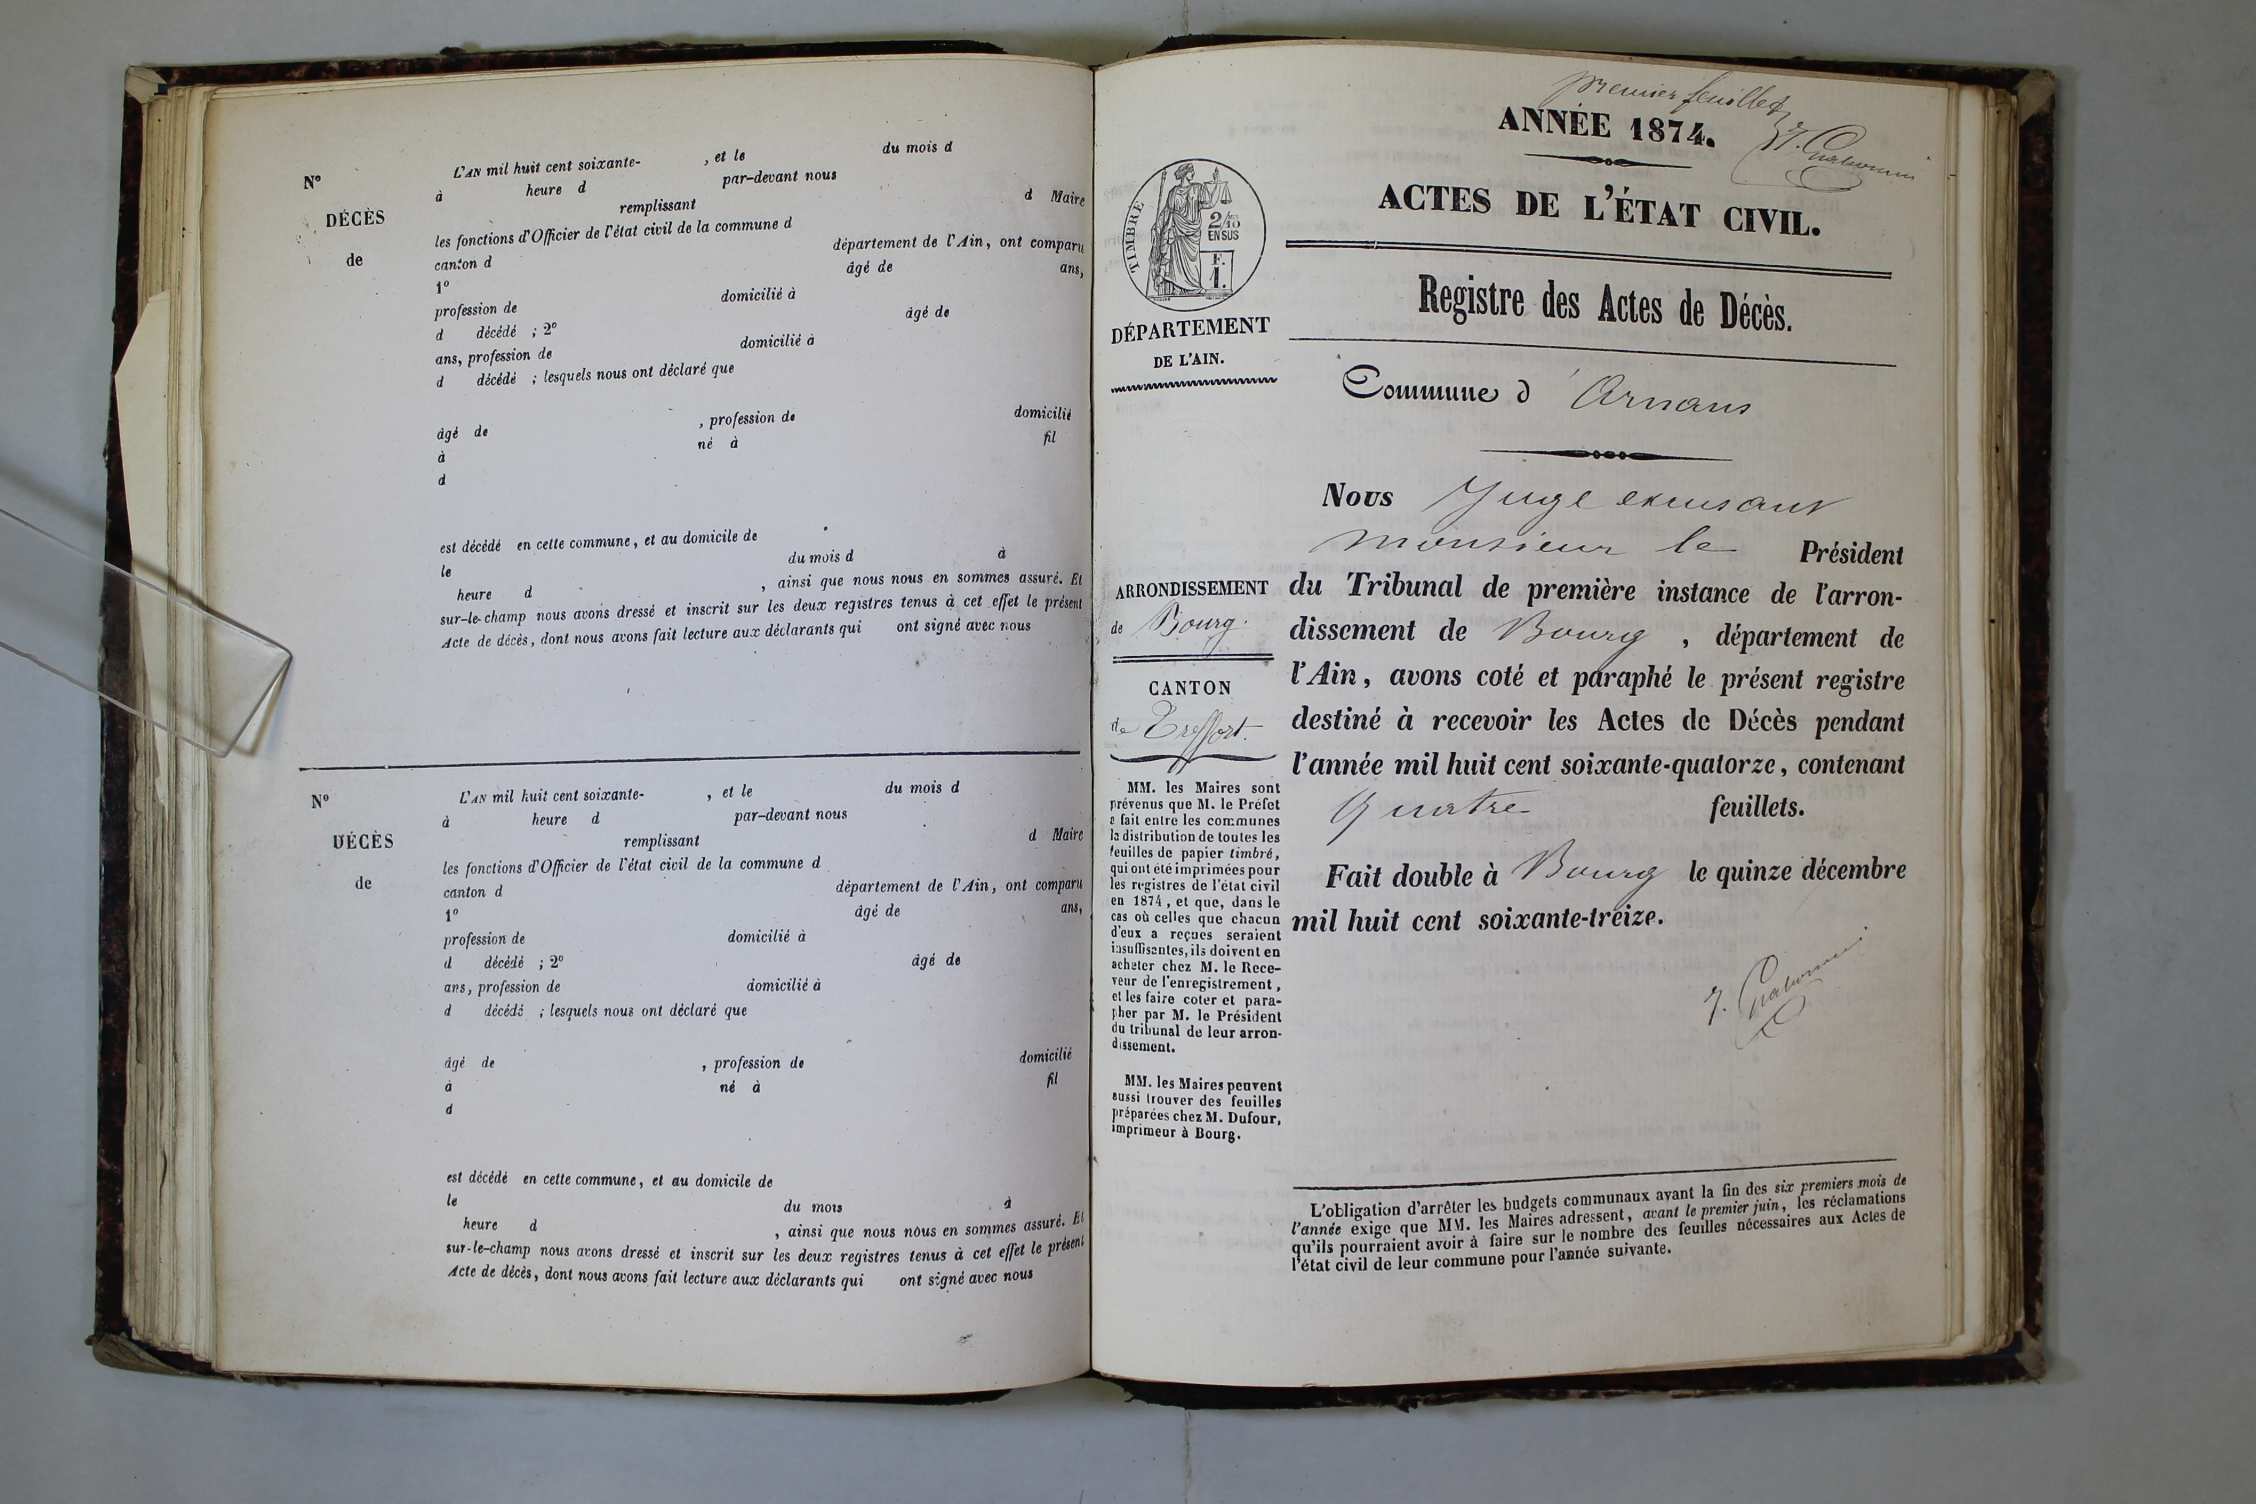 N°
DÉCÈS
de
L'AN mil huit cent soixante- , et le du mois d
à heure d par-devant nous
remplissant d Maire
les fonctions d'Officier de l'état civil de la commune d
canton d département de l'Ain, ont comparu
1° âgé de ans,
profession de domicilié à
d décédé ; 2° âgé de
ans, profession de domicilié à
d décédé ; lesquels nous ont déclaré que
âgé de , profession de domicilié
à né à fil
d
est décédé en cette commune, et au domicile de
le du mois d à
heure d , ainsi que nous nous en sommes assuré. Et
sur-le-champ nous avons dressé et inscrit sur les deux registres tenus à cet effet le présent
Acte de décès, dont nous avons fait lecture aux déclarants qui ont signé avec nous
N°
DÉCÈS
de
L'AN mil huit cent soixante- , et le du mois d
à heure d par-devant nous
remplissant d Maire
les fonctions d'Officier de l'état civil de la commune d
canton d département de l'Ain, ont comparu
1° âgé de ans,
profession de domicilié à
d décédé ; 2° âgé de
ans, profession de domicilié à
d décédé ; lesquels nous ont déclaré que
âgé de , profession de domicilié
à né à fil
d
est décédé en cette commune, et au domicile de
le du mois à
heure d , ainsi que nous nous en sommes assuré. Et
sur-le-champ nous avons dressé et inscrit sur les deux registres tenus à cet effet le présent
Acte de décès, dont nous avons fait lecture aux déclarants qui ont signé avec nous
premier feuillet
ANNÉE 1874.
ACTES DE L'ÉTAT CIVIL.
Registre des Actes de Décès.
TIMBRE
2/10 EN SUS
F. 1.
DÉPARTEMENT
DE L'AIN.
Commune d'Arnans
Nous Juge excusant
monsieur le Président
du Tribunal de première instance de l'arron-
dissement de Bourg , département de
l'Ain, avons coté et paraphé le présent registre
destiné à recevoir les Actes de Décès pendant
l'année mil huit cent soixante-quatorze, contenant
quatre feuillets.
Fait double à Bourg le quinze décembre
mil huit cent soixante-treize.
ARRONDISSEMENT
de Bourg.
CANTON
de Treffort.
MM. les Maires sont
prévenus que M. le Préfet
a fait entre les communes
la distribution de toutes les
feuilles de papier timbré,
qui ont été imprimées pour
les registres de l'état civil
en 1874, et que, dans le
cas où celles que chacun
d'eux a reçues seraient
insuffisantes, ils doivent en
acheter chez M. le Rece-
veur de l'enregistrement,
et les faire coter et para-
pher par M. le Président
du tribunal de leur arron-
dissement.
MM. les Maires peuvent
aussi trouver des feuilles
préparées chez M. Dufour,
imprimeur à Bourg.
L'obligation d'arrêter les budgets communaux avant la fin des six premiers mois de
l'année exige que MM. les Maires adressent, avant le premier juin, les réclamations
qu'ils pourraient avoir à faire sur le nombre des feuilles nécessaires aux Actes de
l'état civil de leur commune pour l'année suivante.